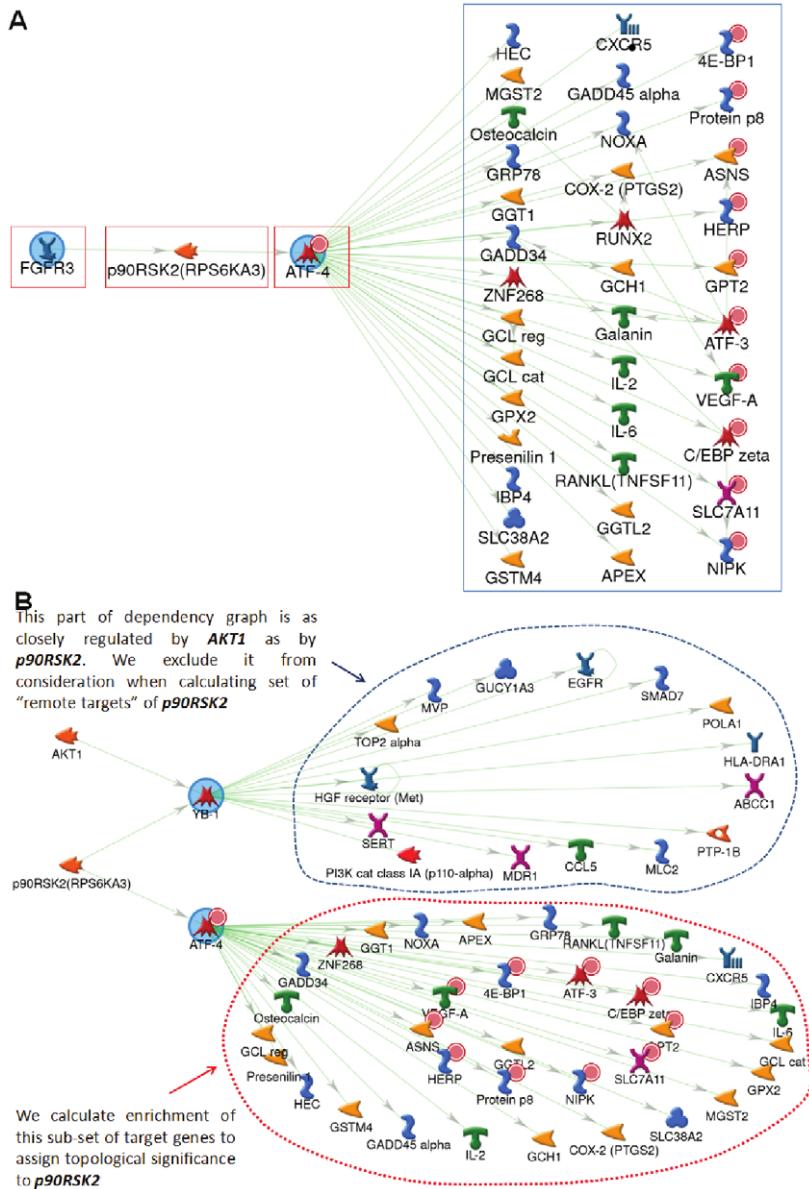 A
HEC
CXCR5
4E-BP1
MGST2
GADD45 alpha
Protein p8
Osteocalcin
NOXA
ASNS
GRP78
COX-2 (PTGS2)
HERP
GGT1
RUNX2
FGFR3
p90RSK2(RPS6KA3)
ATF-4
GADD34
GPT2
ZNF268
GCH1
GCL reg
Galanin
ATF-3
GCL cat
IL-2
VEGF-A
GPX2
IL-6
C/EBP zeta
Presenilin 1
RANKL(TNFSF11)
SLC7A11
IBP4
GGTL2
SLC38A2
NIPK
GSTM4
APEX
B
This part of dependency graph is as
closely regulated by AKT1 as by
p90RSK2. We exclude it from
consideration when calculating set of
“remote targets” of p90RSK2
MVP
GUCY1A3
EGFR
SMAD7
TOP2 alpha
POLA1
AKT1
HLA-DRA1
HGF receptor (Met)
ABCC1
YB-1
SERT
PTP-1B
PI3K cat class IA (p110-alpha)
MDR1
CCL5
MLC2
p90RSK2(RPS6KA3)
ATF-4
GGT1
NOXA
APEX
GRP78
RANKL(TNFSF11)
Galanin
ZNF268
CXCR5
GADD34
4E-BP1
ATF-3
IBP4
Osteocalcin
VEGF-A
C/EBP zeta
IL-6
GCL reg
ASNS
GGTL2
GPT2
GCL cat
Presenilin 1
HERP
SLC7A11
GPX2
HEC
Protein p8
NIPK
MGST2
GSTM4
GADD45 alpha
IL-2
GCH1
COX-2 (PTGS2)
SLC38A2
We calculate enrichment of
this sub-set of target genes to
assign topological significance
to p90RSK2